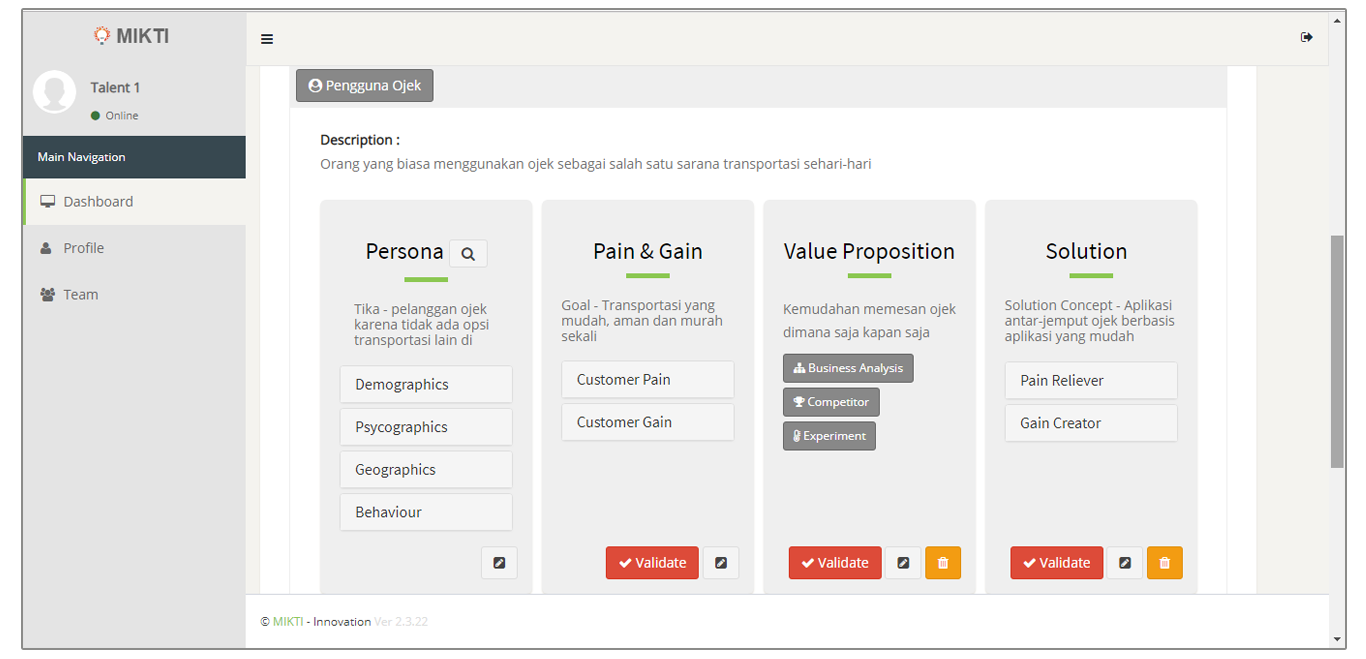 MIKTI
Talent 1
Online
Main Navigation
Dashboard
Profile
Team
Pengguna Ojek
Description :
Orang yang biasa menggunakan ojek sebagai salah satu sarana transportasi sehari-hari
Persona
Tika - pelanggan ojek
karena tidak ada opsi
transportasi lain di
Demographics
Psycographics
Geographics
Behaviour
Pain & Gain
Goal - Transportasi yang
mudah, aman dan murah
sekali
Customer Pain
Customer Gain
Validate
Value Proposition
Kemudahan memesan ojek
dimana saja kapan saja
Business Analysis
Competitor
Experiment
Validate
Solution
Solution Concept - Aplikasi
antar-jemput ojek berbasis
aplikasi yang mudah
Pain Reliever
Gain Creator
Validate
© MIKTI - Innovation Ver 2.3.22